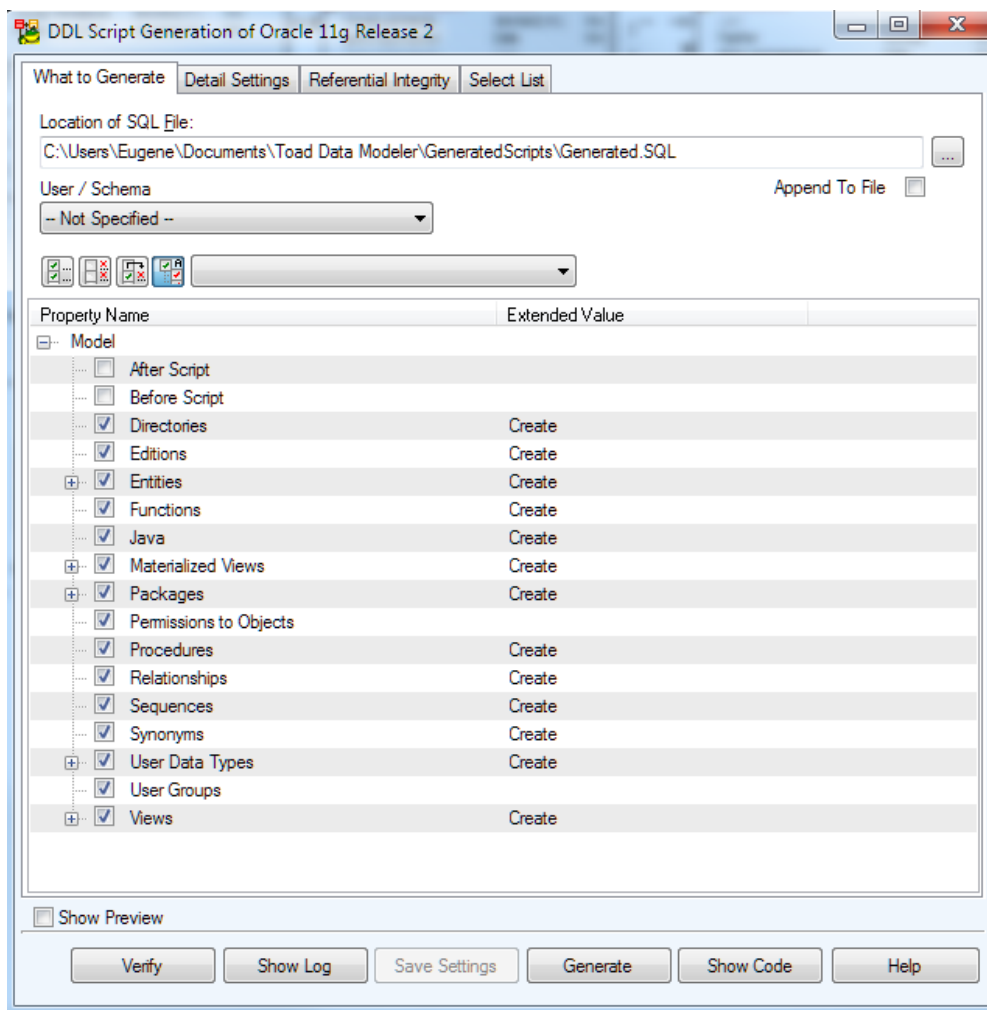 DDL Script Generation of Oracle 11g Release 2
What to Generate Detail Settings Referential Integrity Select List
Location of SQL File:
C:\Users\Eugene\Documents\Toad Data Modeler\GeneratedScripts\Generated.SQL ...
User / Schema Append To File
-- Not Specified --
Property Name Extended Value
Model
After Script
Before Script
Directories Create
Editions Create
Entities Create
Functions Create
Java Create
Materialized Views Create
Packages Create
Permissions to Objects
Procedures Create
Relationships Create
Sequences Create
Synonyms Create
User Data Types Create
User Groups
Views Create
Show Preview
Verify Show Log Save Settings Generate Show Code Help